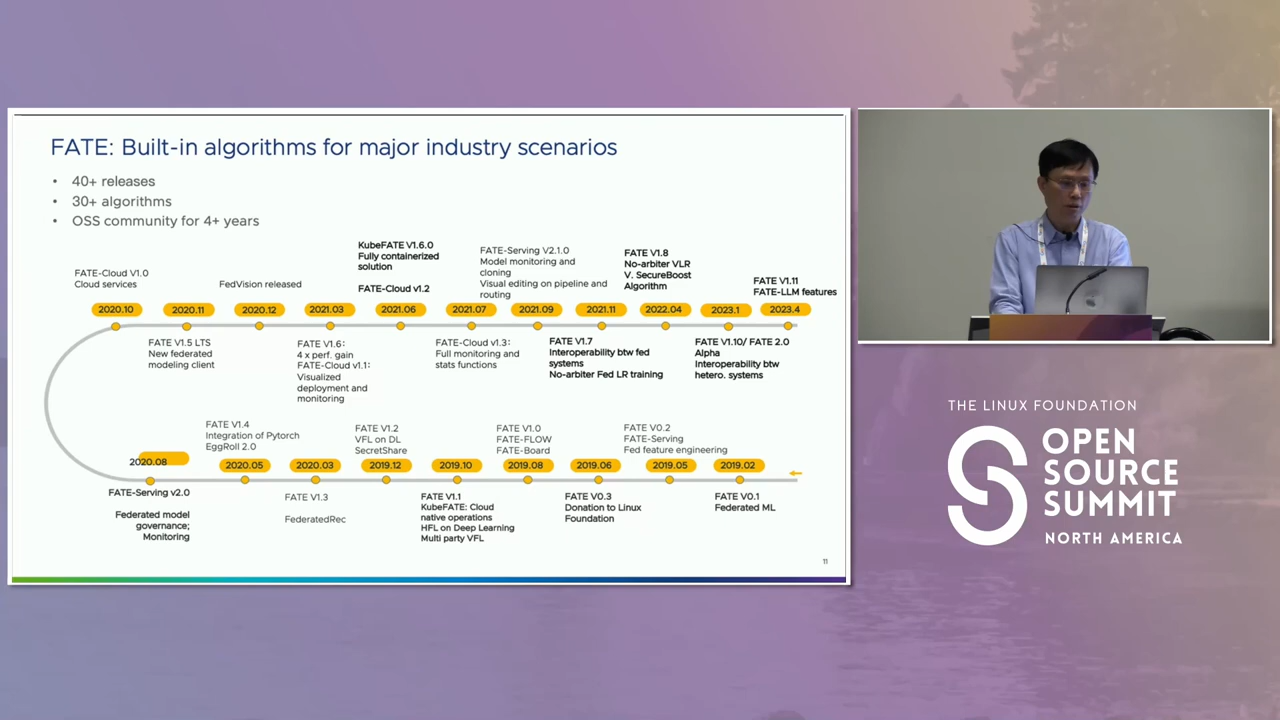 FATE: Built-in algorithms for major industry scenarios
• 40+ releases
• 30+ algorithms
• OSS community for 4+ years
FATE-Cloud V1.0
Cloud services
FedVision released
KubeFATE V1.6.0
Fully containerized
solution
FATE-Cloud v1.2
FATE-Serving V2.1.0
Model monitoring and
cloning
Visual editing on pipeline and
routing
FATE V1.8
No-arbiter VLR
V. SecureBoost
Algorithm
FATE V1.11
FATE-LLM features
2020.10
2020.11
2020.12
2021.03
2021.06
2021.07
2021.09
2021.11
2022.04
2023.1
2023.4
FATE V1.5 LTS
New federated
modeling client
FATE V1.6:
4 x perf. gain
FATE-Cloud v1.1:
Visualized
deployment and
monitoring
FATE-Cloud v1.3:
Full monitoring and
stats functions
FATE V1.7
Interoperability btw fed
systems
No-arbiter Fed LR training
FATE V1.10/ FATE 2.0
Alpha
Interoperability btw
hetero. systems
FATE V1.4
Integration of Pytorch
EggRoll 2.0
FATE V1.2
VFL on DL
SecretShare
FATE V1.0
FATE-FLOW
FATE-Board
FATE V0.2
FATE-Serving
Fed feature engineering
2020.08
2020.05
2020.03
2019.12
2019.10
2019.08
2019.06
2019.05
2019.02
FATE-Serving v2.0
Federated model
governance;
Monitoring
FATE V1.3
FederatedRec
FATE V1.1
KubeFATE: Cloud
native operations
HFL on Deep Learning
Multi party VFL
FATE V0.3
Donation to Linux
Foundation
FATE V0.1
Federated ML
11
THE LINUX FOUNDATION
OPEN
SOURCE
SUMMIT
NORTH AMERICA